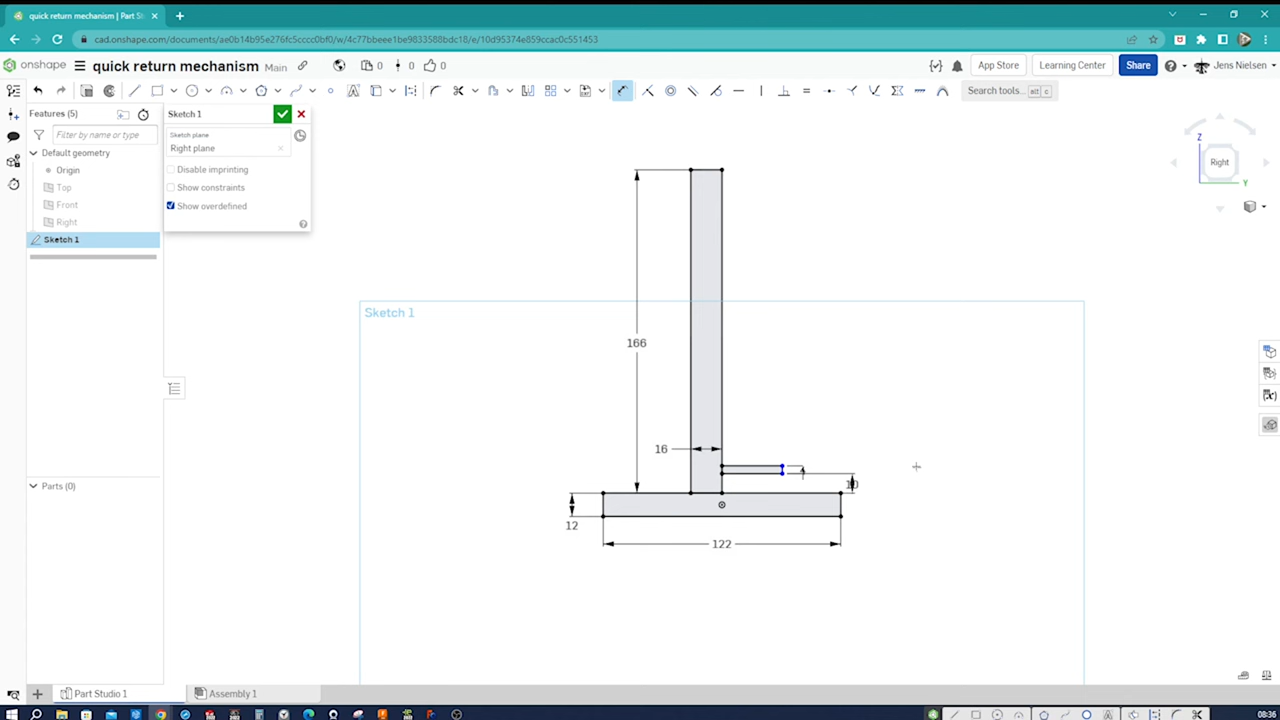 quick return mechanism | Part St
cad.onshape.com/documents/ae0b14b95e276fc5cccc0bf0/w/4c77bbeee1be9833588bdc18/e/10d95374e859ccac0c551453
onshape
quick return mechanism Main 0 0 0
App Store
Learning Center
Share
Jens Nielsen
Search tools... alt c
Features (5)
Filter by name or type
Default geometry
Origin
Top
Front
Right
Sketch 1
Parts (0)
Sketch 1
Sketch plane
Right plane
Disable imprinting
Show constraints
Show overdefined
Z
Right
Y
Sketch 1
166
16
10
12
122
Part Studio 1
Assembly 1
08:36